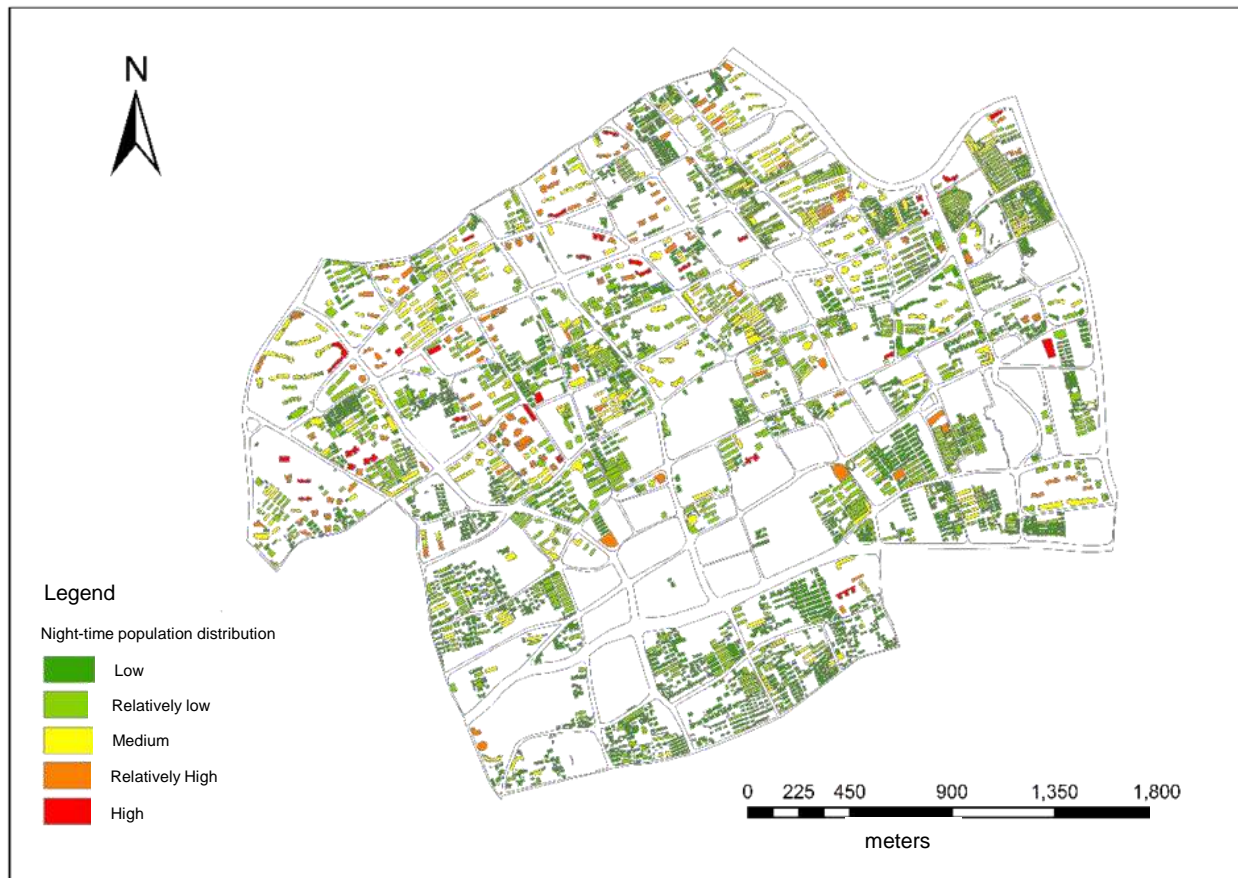 N
Legend
Night-time population distribution
Low
Relatively low
Medium
Relatively High
High
0 225 450 900 1,350 1,800
meters